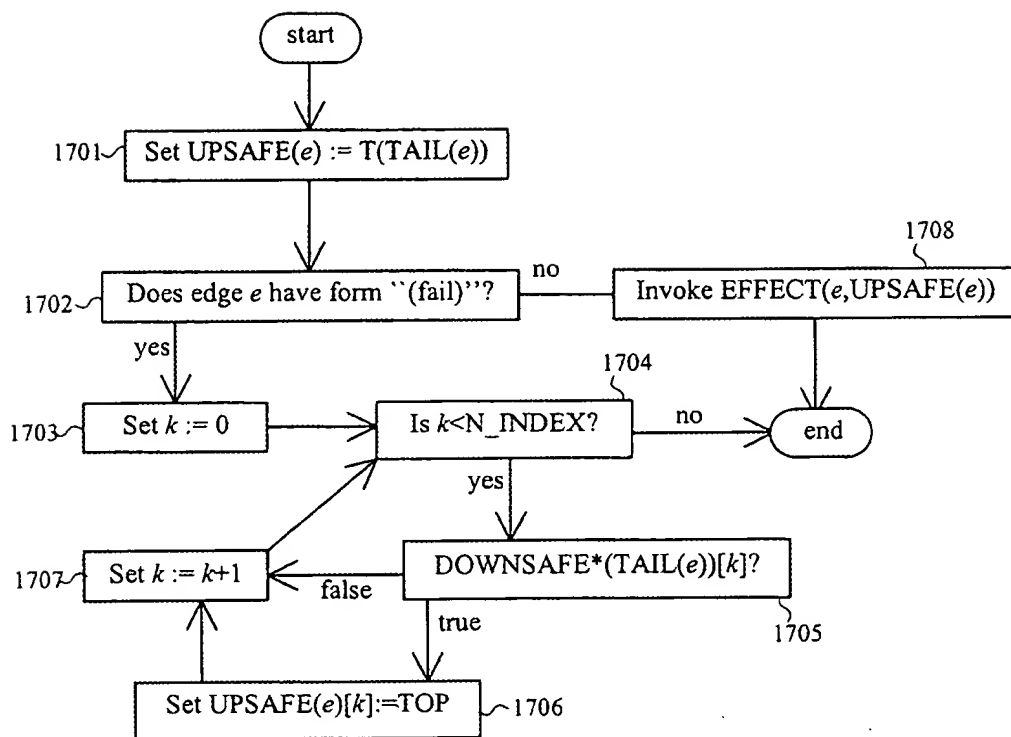 start
1701
Set UPSAFE(e) := T(TAIL(e))
1708
no
1702
Does edge e have form ``(fail)''?
Invoke EFFECT(e,UPSAFE(e))
yes
1704
1703
Set k := 0
Is k<N_INDEX?
no
end
yes
1707
Set k := k+1
false
DOWNSAFE*(TAIL(e))[k]?
1705
true
Set UPSAFE(e)[k]:=TOP
1706